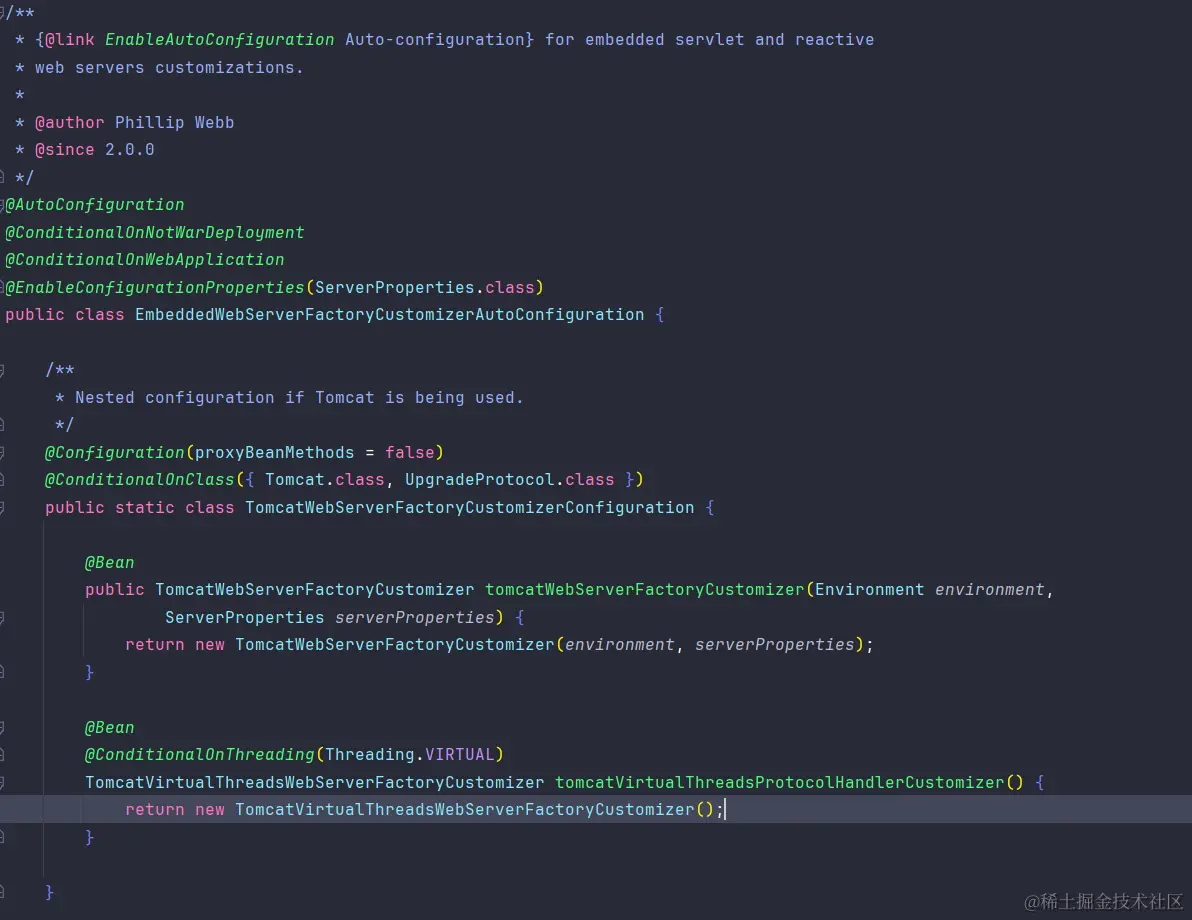 /**
 * {@link EnableAutoConfiguration Auto-configuration} for embedded servlet and reactive
 * web servers customizations.
 *
 * @author Phillip Webb
 * @since 2.0.0
 */
@AutoConfiguration
@ConditionalOnNotWarDeployment
@ConditionalOnWebApplication
@EnableConfigurationProperties(ServerProperties.class)
public class EmbeddedWebServerFactoryCustomizerAutoConfiguration {
    /**
     * Nested configuration if Tomcat is being used.
     */
    @Configuration(proxyBeanMethods = false)
    @ConditionalOnClass({ Tomcat.class, UpgradeProtocol.class })
    public static class TomcatWebServerFactoryCustomizerConfiguration {
        @Bean
        public TomcatWebServerFactoryCustomizer tomcatWebServerFactoryCustomizer(Environment environment,
                ServerProperties serverProperties) {
            return new TomcatWebServerFactoryCustomizer(environment, serverProperties);
        }
        @Bean
        @ConditionalOnThreading(Threading.VIRTUAL)
        TomcatVirtualThreadsWebServerFactoryCustomizer tomcatVirtualThreadsProtocolHandlerCustomizer() {
            return new TomcatVirtualThreadsWebServerFactoryCustomizer();
        }
    }
@稀土掘金技术社区